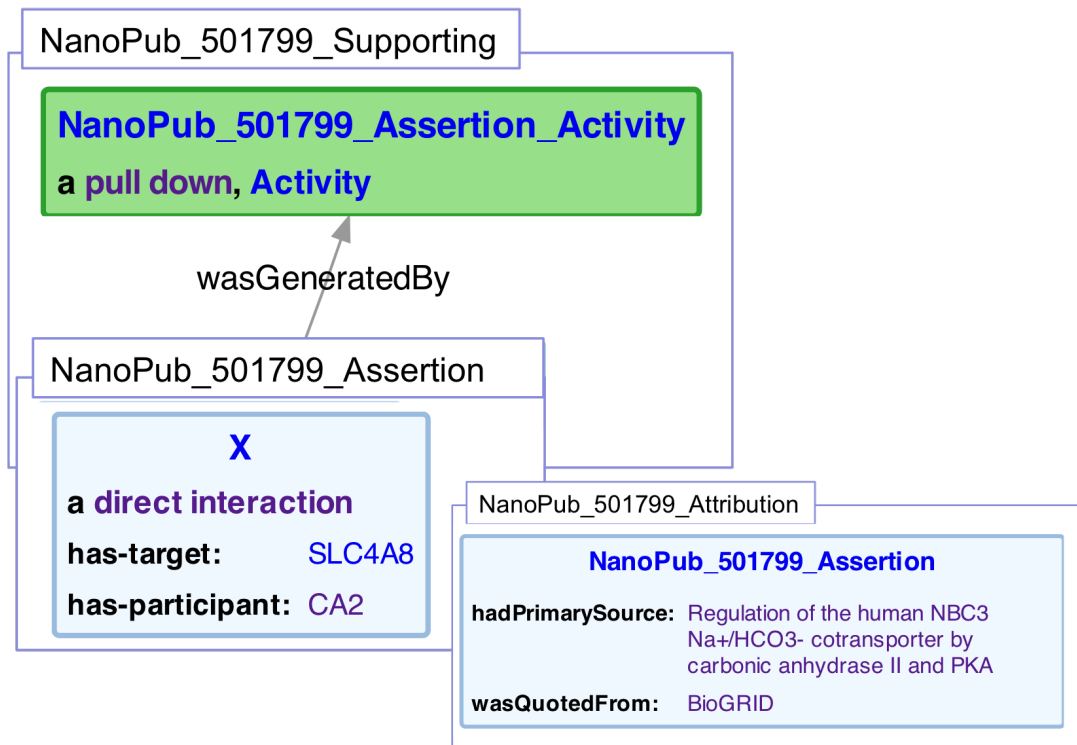 NanoPub_501799_Supporting
NanoPub_501799_Assertion_Activity
a pull down, Activity
wasGeneratedBy
NanoPub_501799_Assertion
X
a direct interaction
has-target: SLC4A8
has-participant: CA2
NanoPub_501799_Attribution
NanoPub_501799_Assertion
hadPrimarySource: Regulation of the human NBC3
Na+/HCO3- cotransporter by
carbonic anhydrase II and PKA
wasQuotedFrom: BioGRID